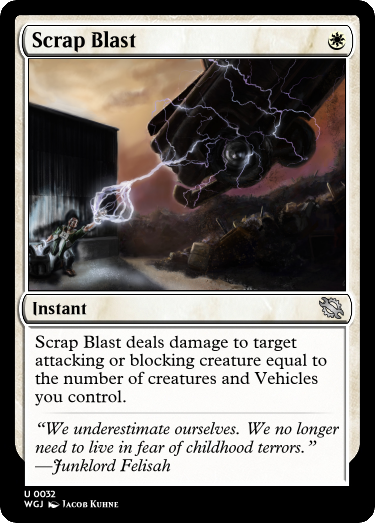 Scrap Blast
Instant
Scrap Blast deals damage to target
attacking or blocking creature equal to
the number of creatures and Vehicles
you control.
“We underestimate ourselves. We no longer
need to live in fear of childhood terrors.”
—Junklord Felisah
U 0032
WGJ Jacob Kuhne